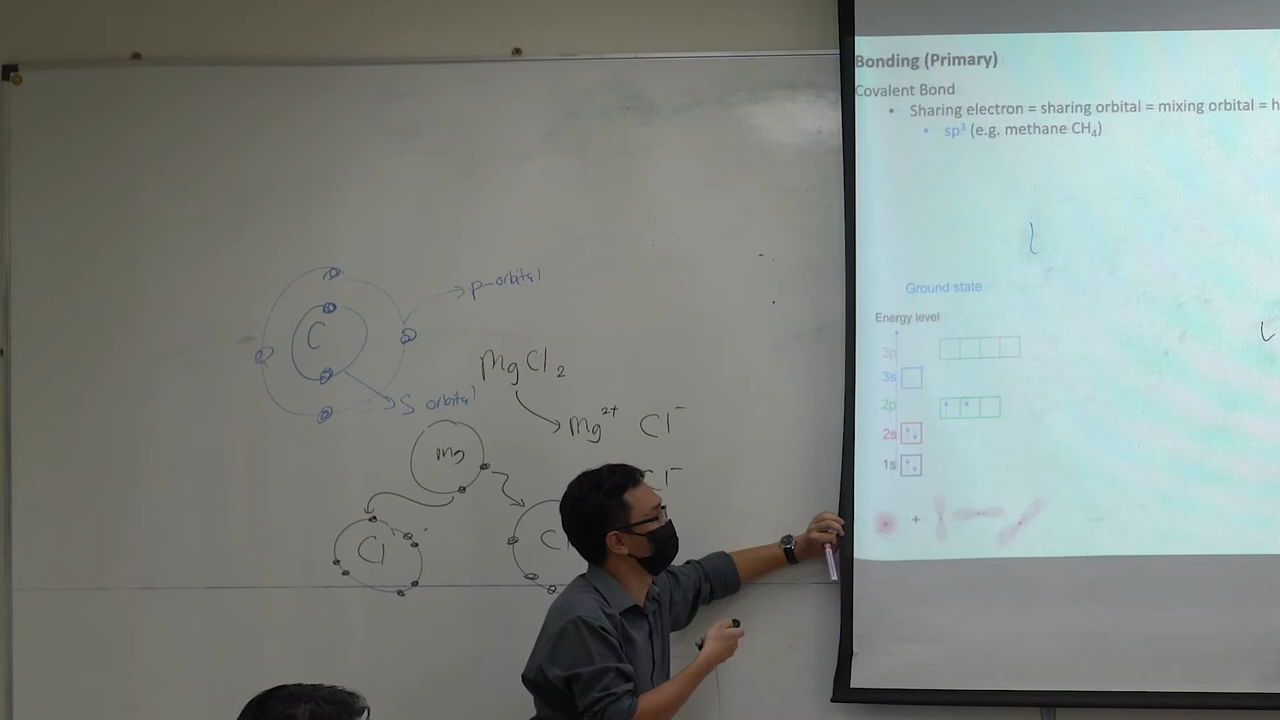 C
p-orbital
S orbital
MgCl₂
Mg²⁺ Cl⁻
Cl⁻
Mg
Cl
C
Bonding (Primary)
Covalent Bond
• Sharing electron = sharing orbital = mixing orbital = h
• sp³ (e.g. methane CH₄)
Ground state
Energy level
3p
3s
2p
2s
1s
+